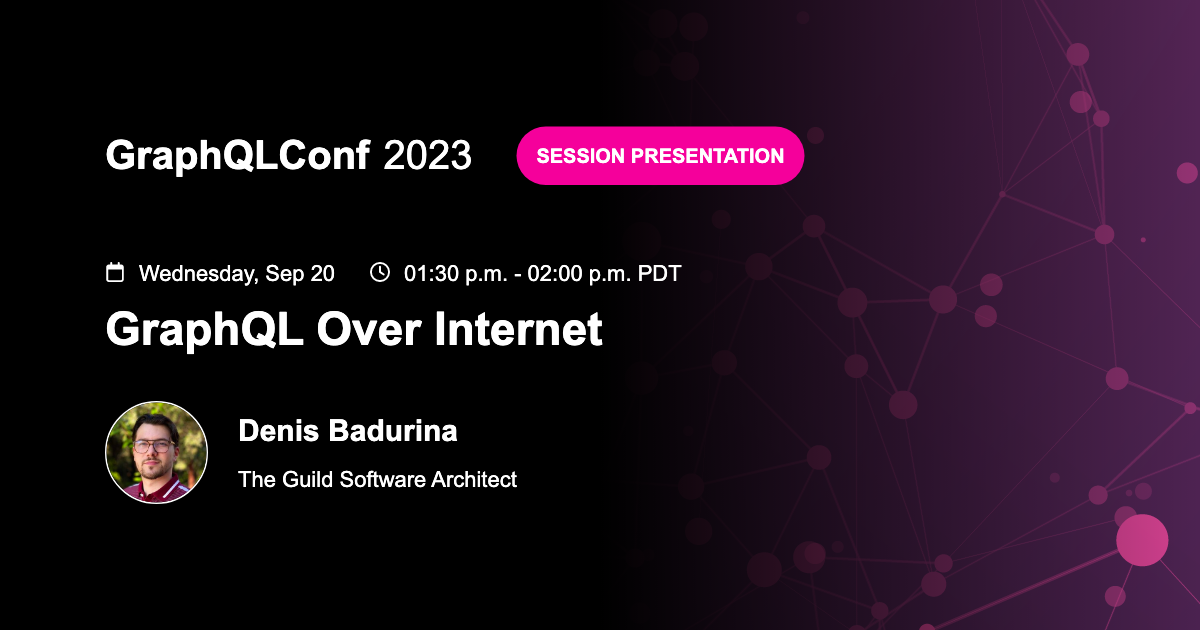 GraphQLConf 2023
SESSION PRESENTATION
Wednesday, Sep 20 01:30 p.m. - 02:00 p.m. PDT
GraphQL Over Internet
Denis Badurina
The Guild Software Architect